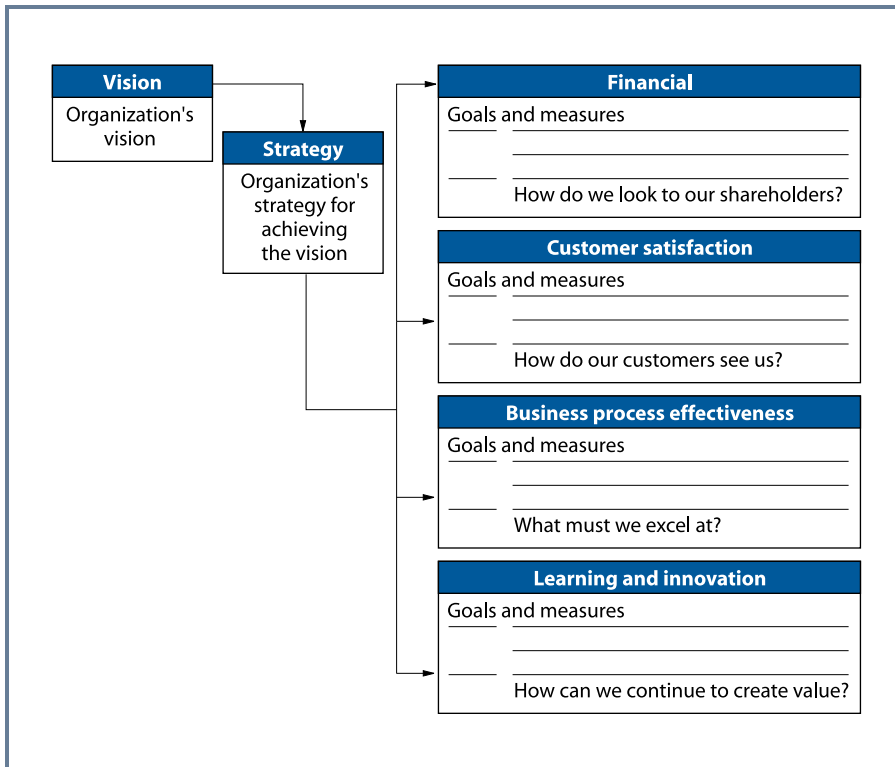 Vision
Organization's
vision
Strategy
Organization's
strategy for
achieving
the vision
Financial
Goals and measures
How do we look to our shareholders?
Customer satisfaction
Goals and measures
How do our customers see us?
Business process effectiveness
Goals and measures
What must we excel at?
Learning and innovation
Goals and measures
How can we continue to create value?